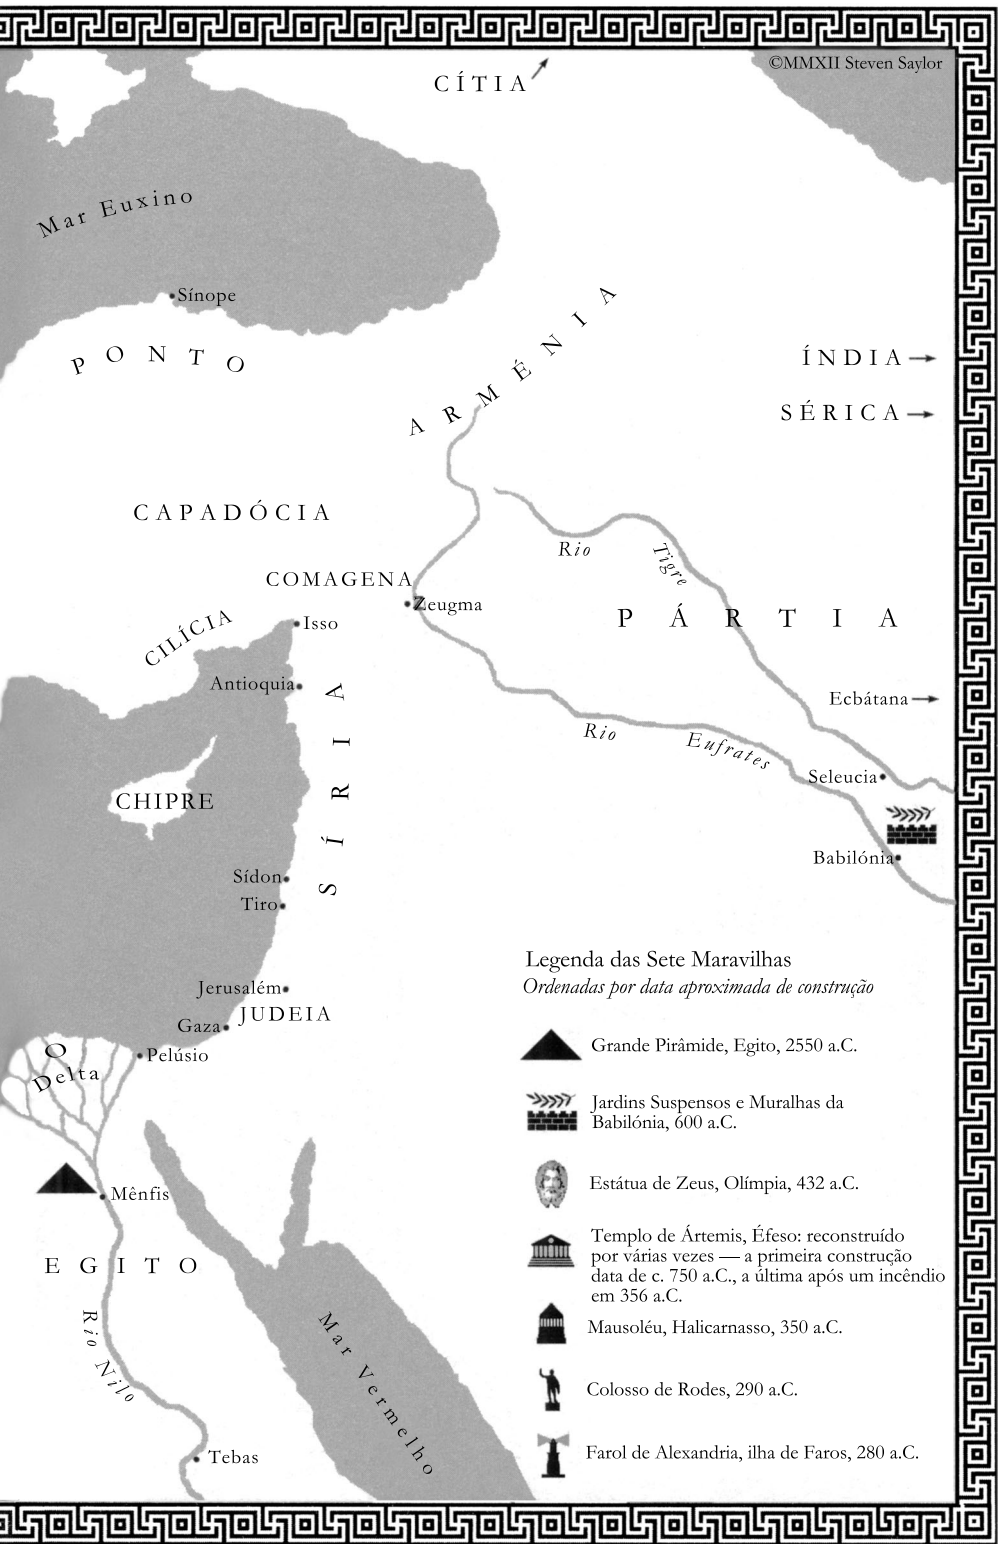 ©MMXII Steven Saylor
CÍTIA
Mar Euxino
Sínope
PONTO
ARMÉNIA
ÍNDIA
SÉRICA
CAPADÓCIA
Rio Tigre
COMAGENA
Zeugma
PÁRTIA
CILÍCIA
Isso
Antioquia
SÍRIA
Ecbátana
Rio Eufrates
Seleucia
CHIPRE
Babilónia
Sídon
Tiro
Jerusalém
JUDEIA
Gaza
Pelúsio
O
Delta
Mênfis
EGITO
Rio Nilo
Mar Vermelho
Tebas
Legenda das Sete Maravilhas
Ordenadas por data aproximada de construção
Grande Pirâmide, Egito, 2550 a.C.
Jardins Suspensos e Muralhas da
Babilónia, 600 a.C.
Estátua de Zeus, Olímpia, 432 a.C.
Templo de Ártemis, Éfeso: reconstruído
por várias vezes — a primeira construção
data de c. 750 a.C., a última após um incêndio
em 356 a.C.
Mausoléu, Halicarnasso, 350 a.C.
Colosso de Rodes, 290 a.C.
Farol de Alexandria, ilha de Faros, 280 a.C.